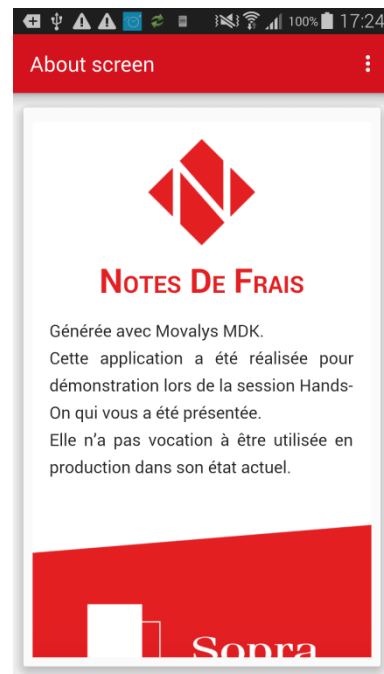 100% 17:24
About screen
NOTES DE FRAIS
Générée avec Movalys MDK.
Cette application a été réalisée pour
démonstration lors de la session Hands-
On qui vous a été présentée.
Elle n'a pas vocation à être utilisée en
production dans son état actuel.
Sopra